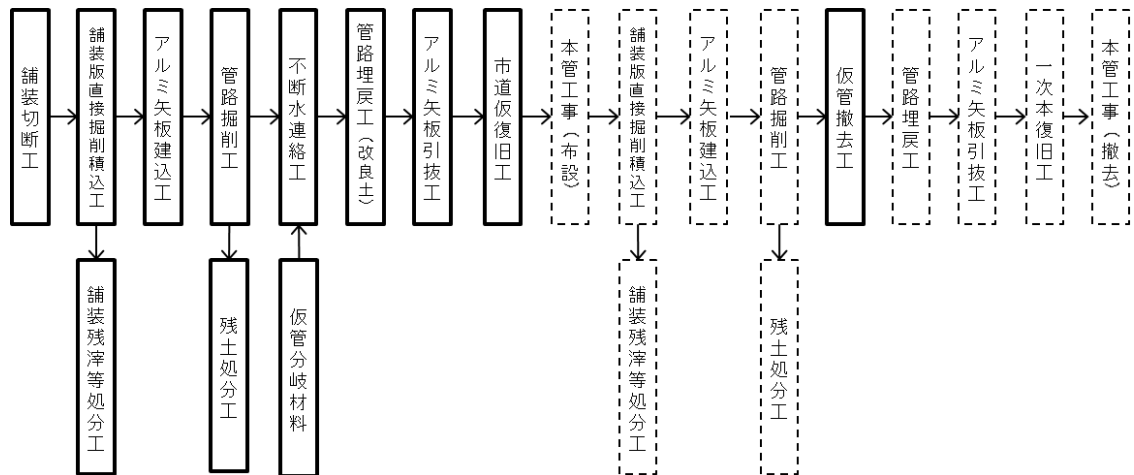 舗装切断工
舗装版直接掘削積込工
アルミ矢板建込工
管路掘削工
不断水連絡工
管路埋戻工（改良土）
アルミ矢板引抜工
市道仮復旧工
本管工事（布設）
舗装版直接掘削積込工
アルミ矢板建込工
管路掘削工
仮管撤去工
管路埋戻工
アルミ矢板引抜工
一次本復旧工
本管工事（撤去）
舗装残滓等処分工
残土処分工
仮管分岐材料
舗装残滓等処分工
残土処分工